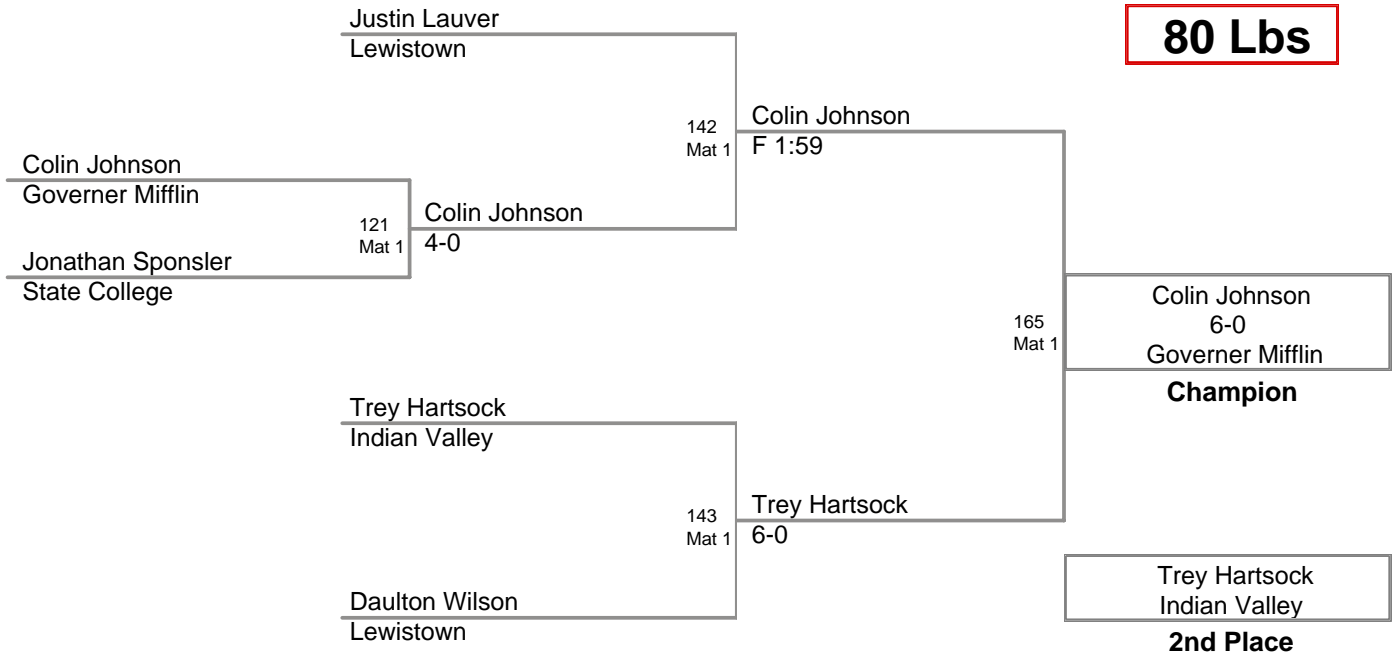 Justin Lauver
Lewistown
80 Lbs
142
Mat 1
Colin Johnson
F 1:59
Colin Johnson
Governer Mifflin
121
Mat 1
Colin Johnson
4-0
Jonathan Sponsler
State College
165
Mat 1
Colin Johnson
6-0
Governer Mifflin
Champion
Trey Hartsock
Indian Valley
143
Mat 1
Trey Hartsock
6-0
Daulton Wilson
Lewistown
Trey Hartsock
Indian Valley
2nd Place